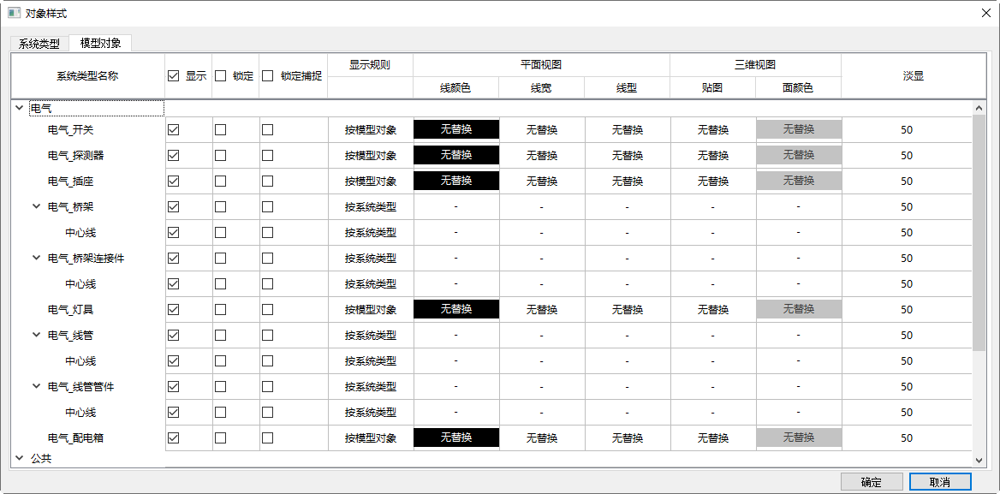 对象样式
系统类型 模型对象
系统类型名称 显示 锁定 锁定捕捉 显示规则 平面视图 三维视图 淡显
线颜色 线宽 线型 贴图 面颜色
电气
电气_开关 按模型对象 无替换 无替换 无替换 无替换 无替换 50
电气_探测器 按模型对象 无替换 无替换 无替换 无替换 无替换 50
电气_插座 按模型对象 无替换 无替换 无替换 无替换 无替换 50
电气_桥架 按系统类型 - - - - - 50
中心线 按系统类型 - - - - - 50
电气_桥架连接件 按系统类型 - - - - - 50
中心线 按系统类型 - - - - - 50
电气_灯具 按模型对象 无替换 无替换 无替换 无替换 无替换 50
电气_线管 按系统类型 - - - - - 50
中心线 按系统类型 - - - - - 50
电气_线管管件 按系统类型 - - - - - 50
中心线 按系统类型 - - - - - 50
电气_配电箱 按模型对象 无替换 无替换 无替换 无替换 无替换 50
公共
确定 取消